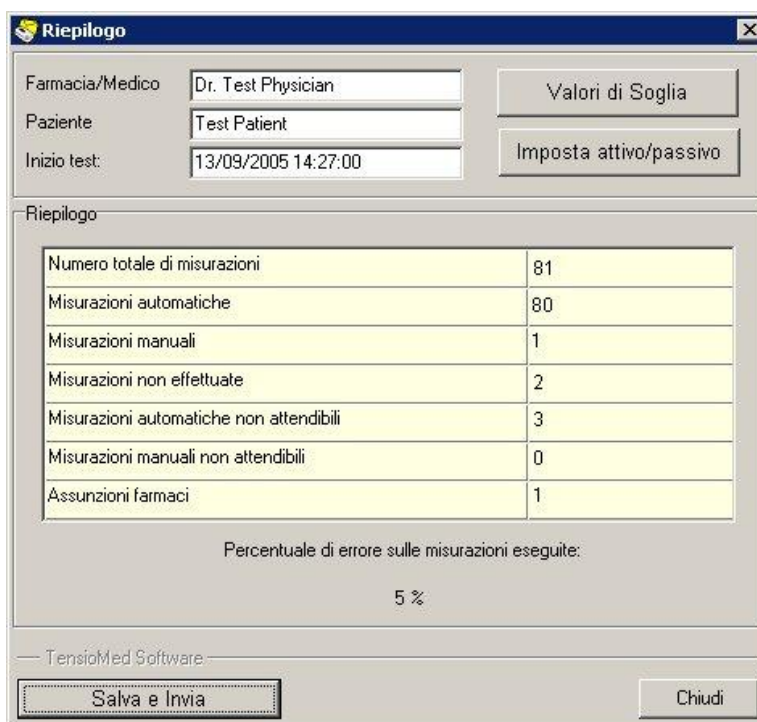 Riepilogo
Farmacia/Medico Dr. Test Physician
Valori di Soglia
Paziente Test Patient
Imposta attivo/passivo
Inizio test: 13/09/2005 14:27:00
Riepilogo
Numero totale di misurazioni 81
Misurazioni automatiche 80
Misurazioni manuali 1
Misurazioni non effettuate 2
Misurazioni automatiche non attendibili 3
Misurazioni manuali non attendibili 0
Assunzioni farmaci 1
Percentuale di errore sulle misurazioni eseguite:
5 %
TensioMed Software
Salva e Invia Chiudi